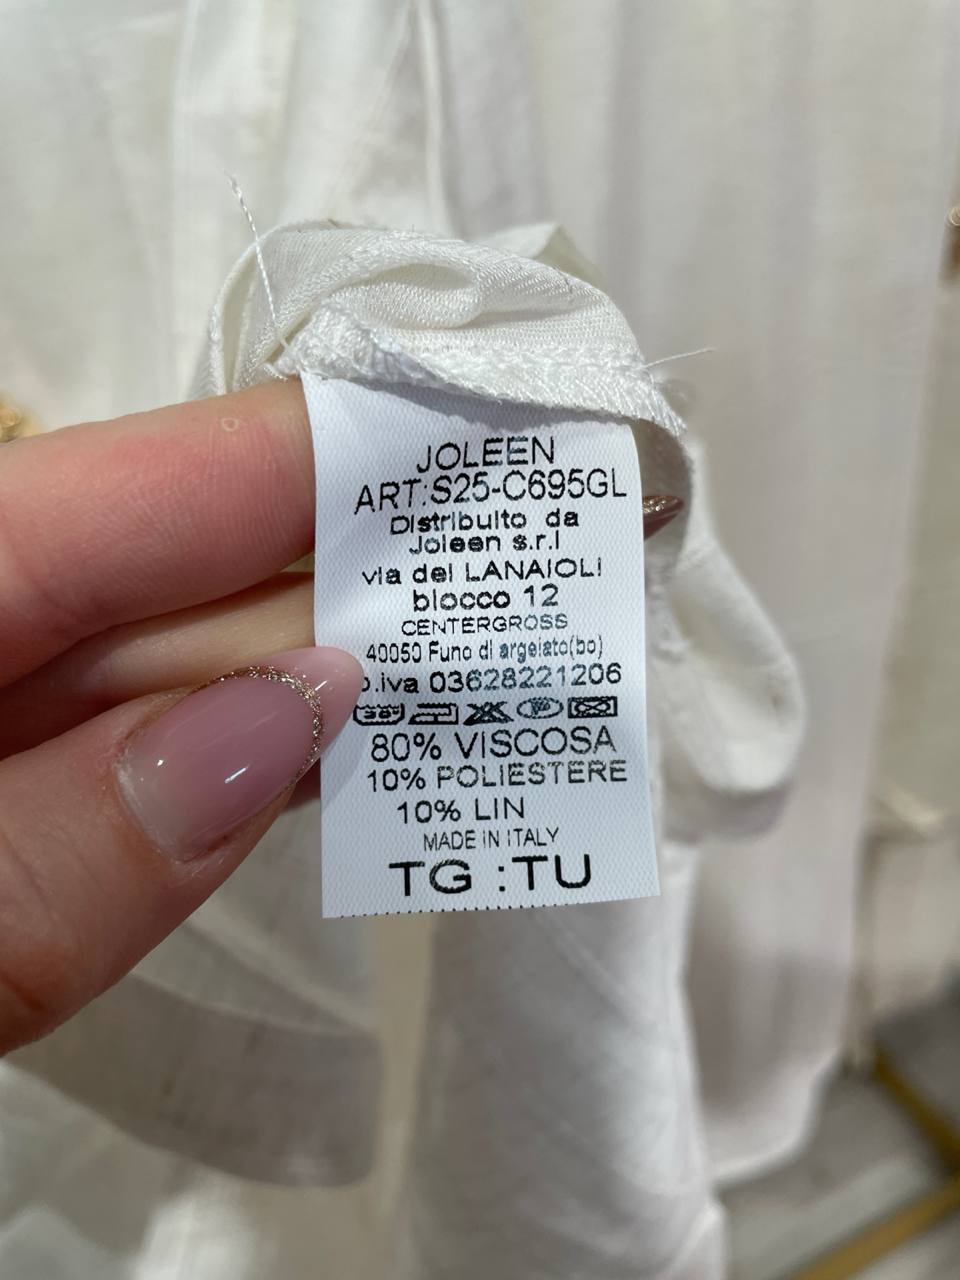 JOLEEN
ART:S25-C695GL
Distribuito da
Joleen s.r.l
via dei LANAIOLI
blocco 12
CENTERGROSS
40050 Funo di argelato(bo)
p.iva 03628221206
80% VISCOSA
10% POLIESTERE
10% LIN
MADE IN ITALY
TG :TU